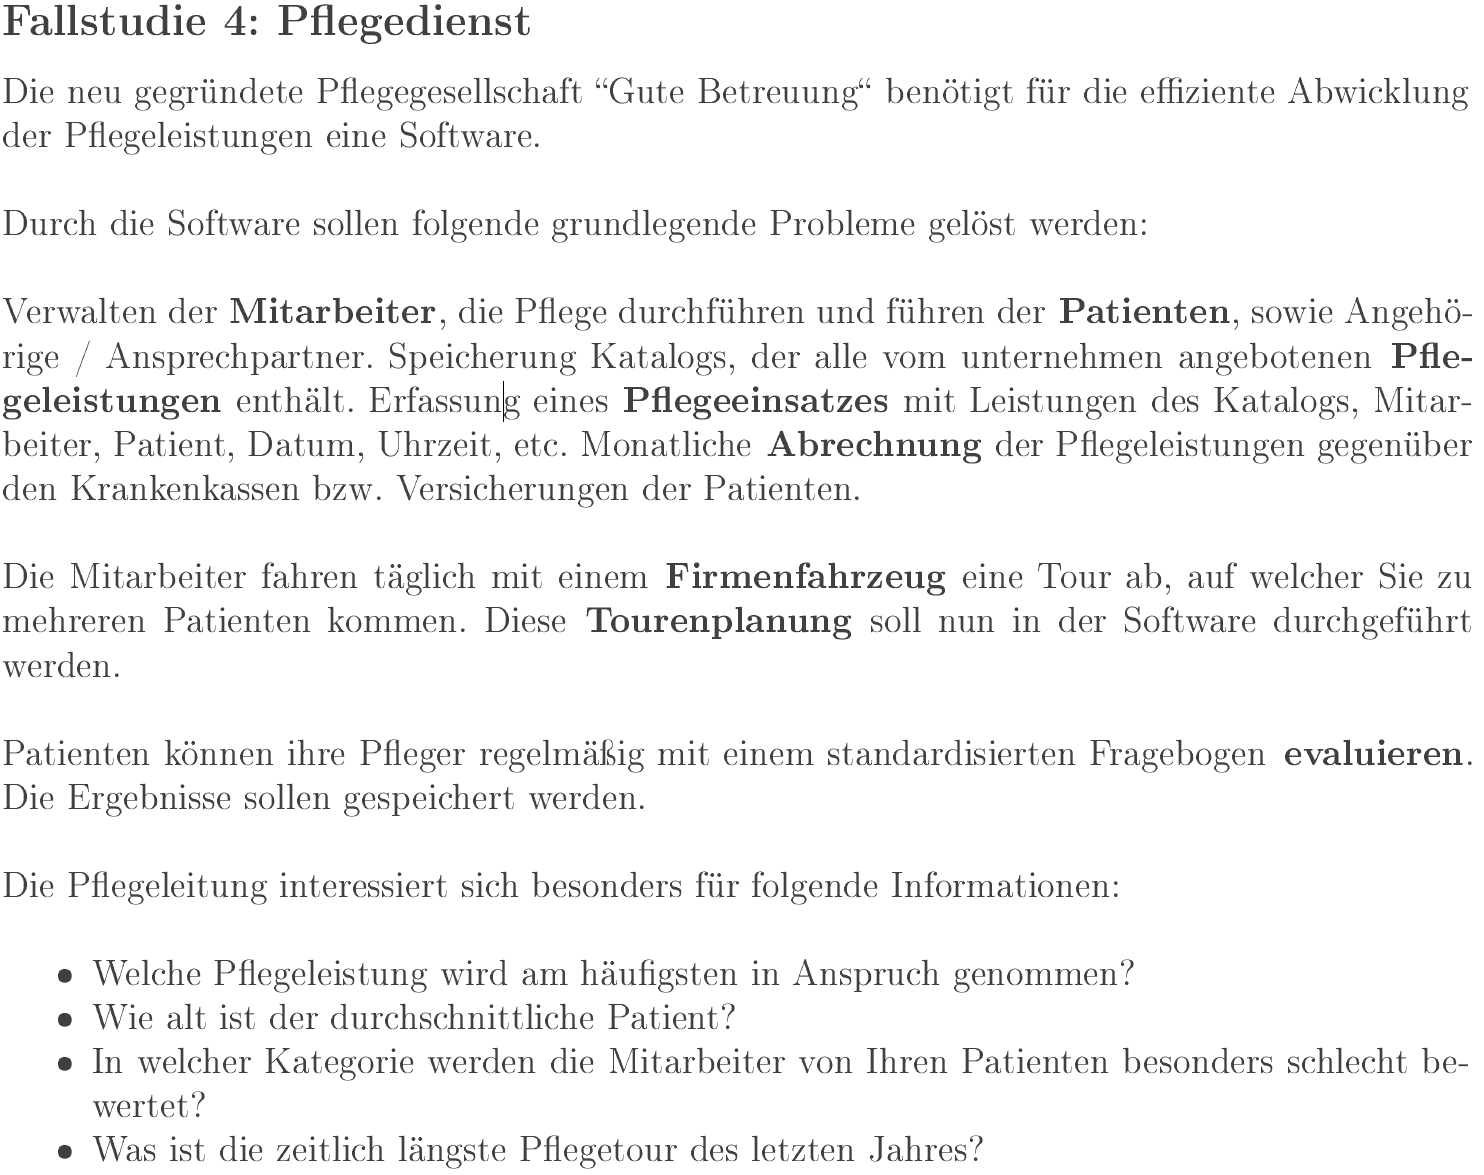 Fallstudie 4: Pflegedienst
Die neu gegründete Pflegegesellschaft “Gute Betreuung“ benötigt für die effiziente Abwicklung
der Pflegeleistungen eine Software.
Durch die Software sollen folgende grundlegende Probleme gelöst werden:
Verwalten der Mitarbeiter, die Pflege durchführen und führen der Patienten, sowie Angehö-
rige / Ansprechpartner. Speicherung Katalogs, der alle vom unternehmen angebotenen Pfle-
geleistungen enthält. Erfassung eines Pflegeeinsatzes mit Leistungen des Katalogs, Mitar-
beiter, Patient, Datum, Uhrzeit, etc. Monatliche Abrechnung der Pflegeleistungen gegenüber
den Krankenkassen bzw. Versicherungen der Patienten.
Die Mitarbeiter fahren täglich mit einem Firmenfahrzeug eine Tour ab, auf welcher Sie zu
mehreren Patienten kommen. Diese Tourenplanung soll nun in der Software durchgeführt
werden.
Patienten können ihre Pfleger regelmäßig mit einem standardisierten Fragebogen evaluieren.
Die Ergebnisse sollen gespeichert werden.
Die Pflegeleitung interessiert sich besonders für folgende Informationen:
• Welche Pflegeleistung wird am häufigsten in Anspruch genommen?
• Wie alt ist der durchschnittliche Patient?
• In welcher Kategorie werden die Mitarbeiter von Ihren Patienten besonders schlecht be-
wertet?
• Was ist die zeitlich längste Pflegetour des letzten Jahres?